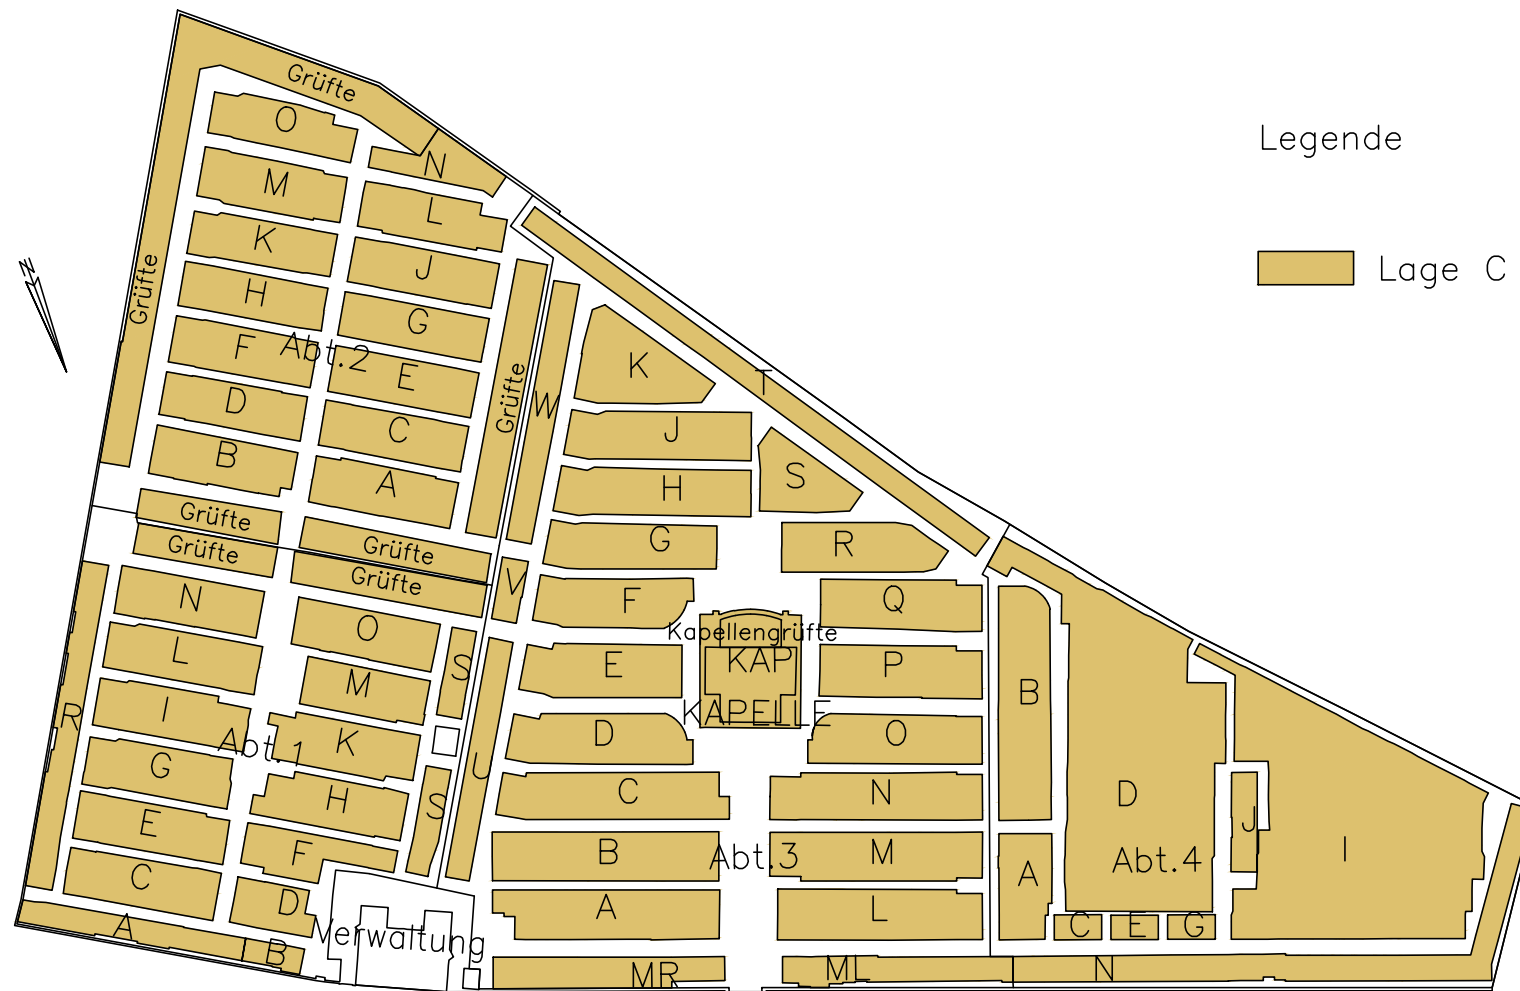 Grüfte
O
N
Legende
M
L
K
J
Lage C
N
H
Grüfte
G
F
Abt.2
E
K
T
D
C
Grüfte
W
J
B
A
H
S
Grüfte
Grüfte
G
R
Grüfte
Grüfte
V
N
F
Q
O
Kapellengrüfte
L
M
S
E
KAP
P
B
R
I
K
KAPELLE
D
O
Abt.1
G
H
S
U
C
N
D
J
E
F
B
Abt.3
M
Abt.4
I
C
D
A
L
A
A
B
Verwaltung
C
E
G
MR
ML
N